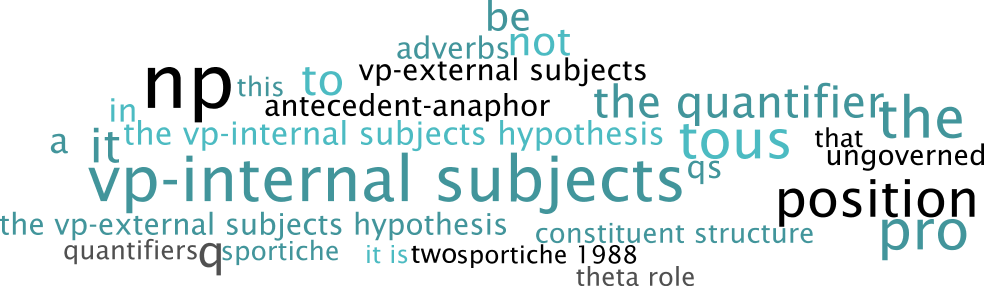 be
adverbs not
np this to vp-external subjects
in antecedent-anaphor the quantifier the
a it the vp-internal subjects hypothesis tous that
vp-internal subjects qs ungoverned
position
the vp-external subjects hypothesis constituent structure pro
quantifiers q sportiche it is two sportiche 1988
theta role